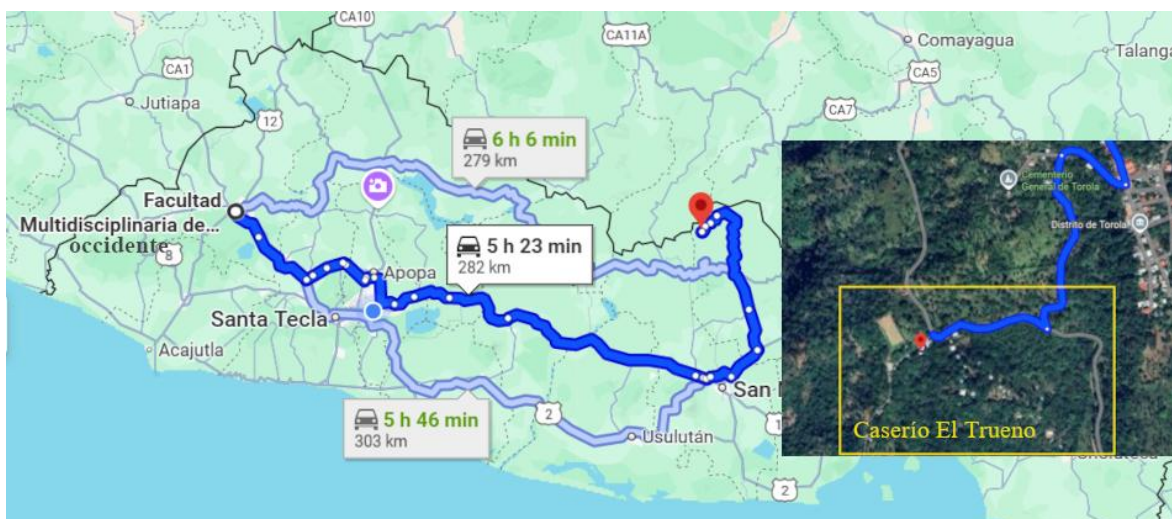 CA10
CA11A
Comayagua
Talanga
CA1
CA5
Jutiapa
CA7
12
6 h 6 min
279 km
Facultad
Multidisciplinaria de...
occidente
8
5 h 23 min
282 km
Apopa
Santa Tecla
Acajutla
5 h 46 min
303 km
2
Usulután
San
2
Cementerio
General de Torola
Distrito de Torola
Caserío El Trueno